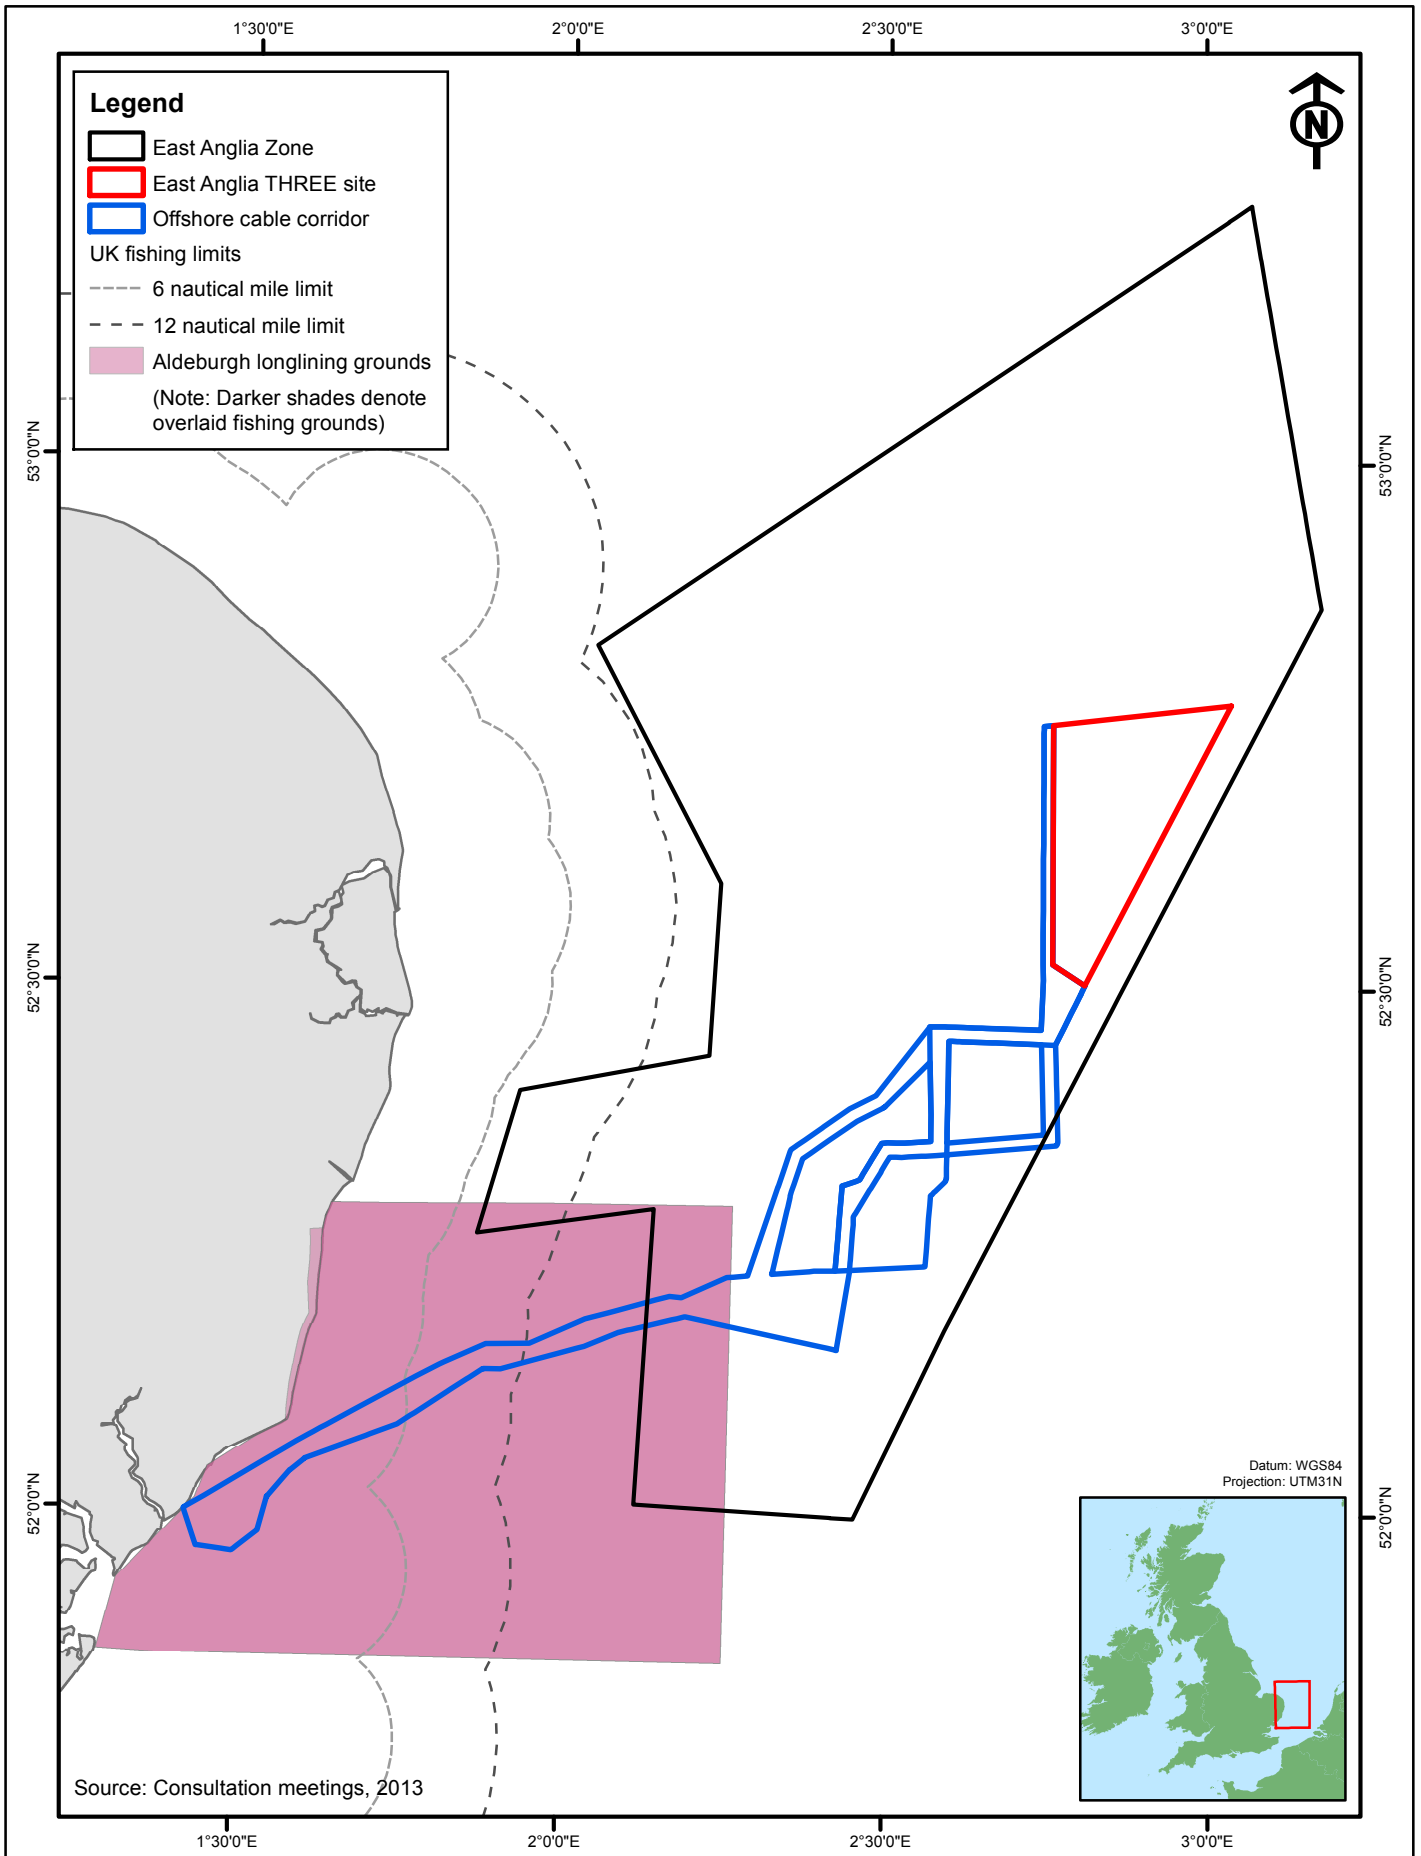 1°30'0"E
2°0'0"E
2°30'0"E
3°0'0"E
Legend
East Anglia Zone
East Anglia THREE site
Offshore cable corridor
UK fishing limits
6 nautical mile limit
12 nautical mile limit
Aldeburgh longlining grounds
(Note: Darker shades denote
overlaid fishing grounds)
N
53°0'0"N
53°0'0"N
52°30'0"N
52°30'0"N
52°0'0"N
52°0'0"N
Datum: WGS84
Projection: UTM31N
Source: Consultation meetings, 2013
1°30'0"E
2°0'0"E
2°30'0"E
3°0'0"E